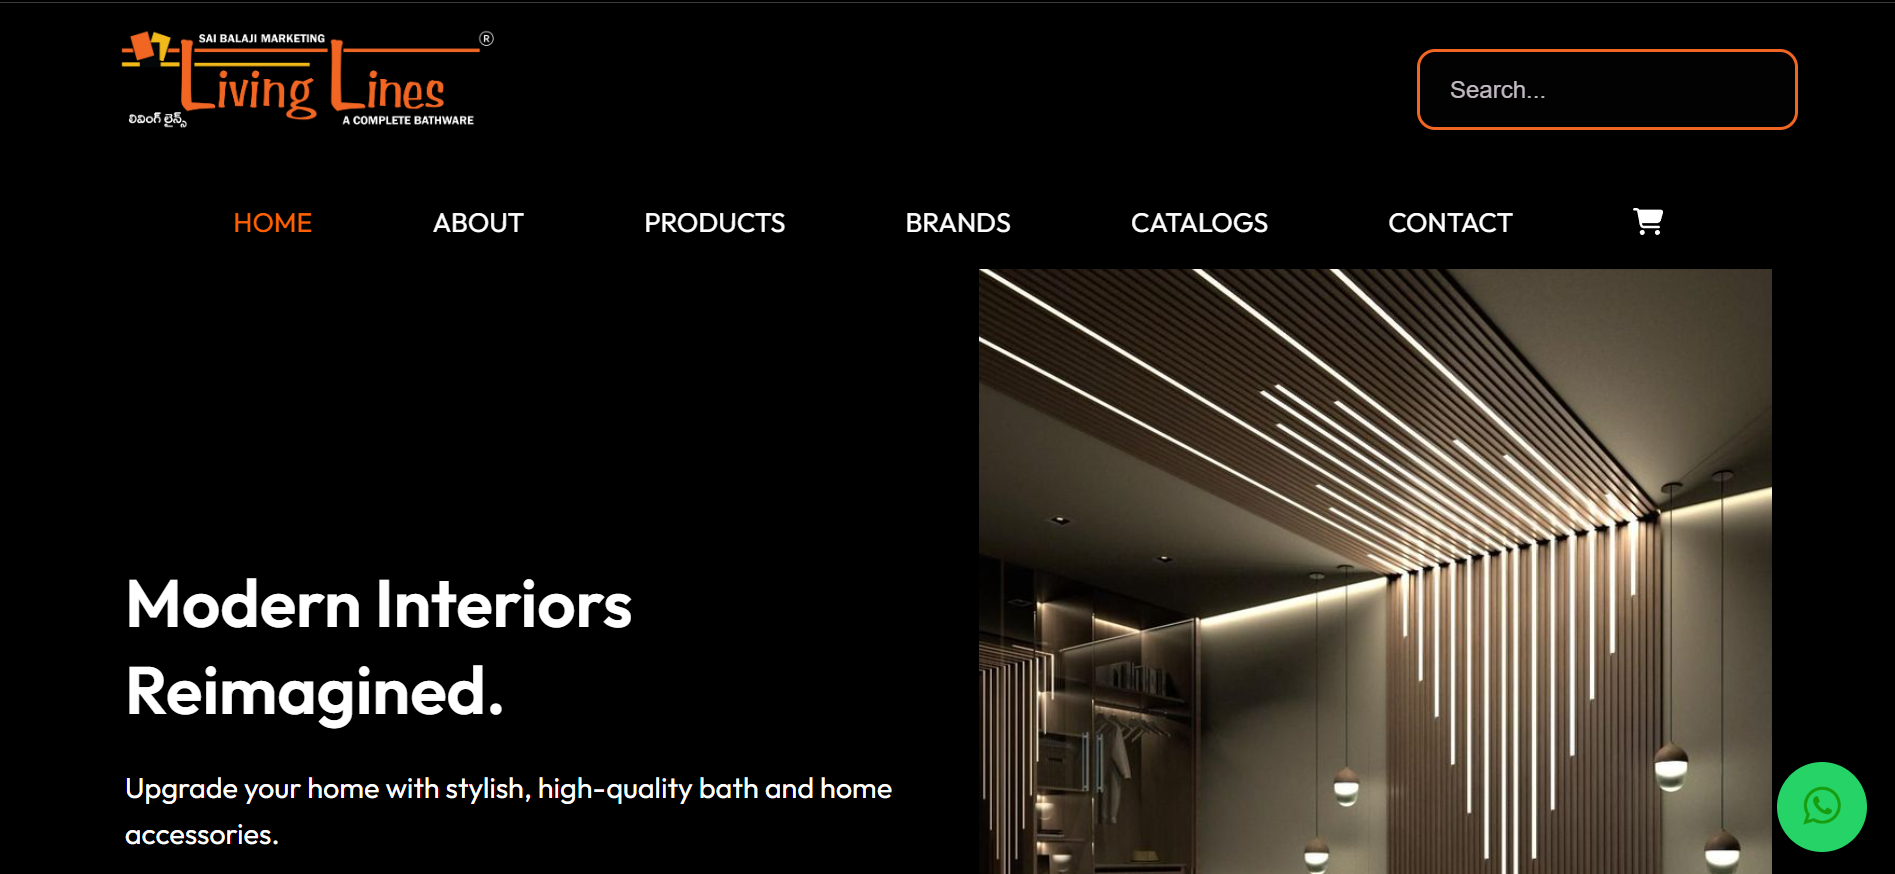 SAI BALAJI MARKETING ®
Living Lines
లివింగ్ లైన్స్
A COMPLETE BATHWARE
Search...
HOME ABOUT PRODUCTS BRANDS CATALOGS CONTACT
Modern Interiors
Reimagined.
Upgrade your home with stylish, high-quality bath and home
accessories.